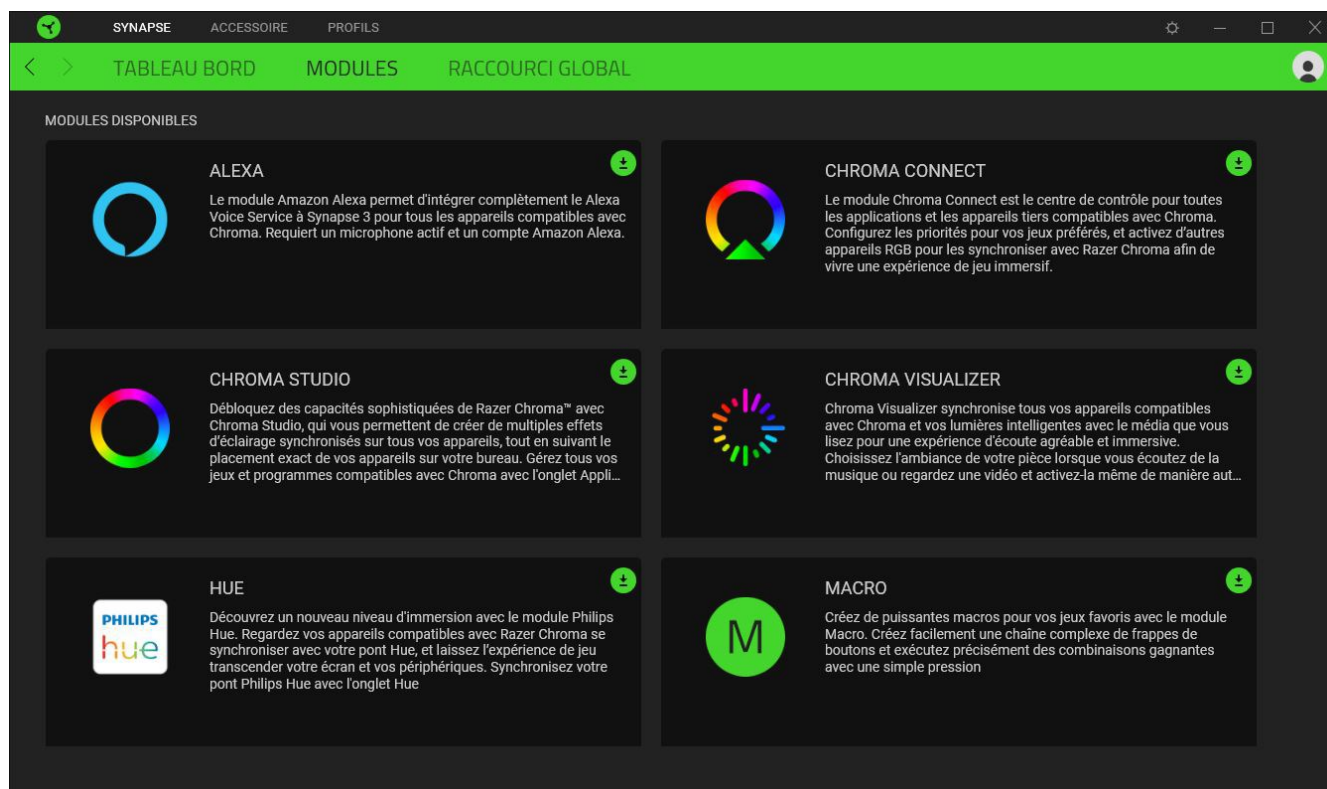 SYNAPSE
ACCESSOIRE
PROFILS
TABLEAU BORD
MODULES
RACCOURCI GLOBAL
MODULES DISPONIBLES
ALEXA
Le module Amazon Alexa permet d'intégrer complètement le Alexa
Voice Service à Synapse 3 pour tous les appareils compatibles avec
Chroma. Requiert un microphone actif et un compte Amazon Alexa.
CHROMA CONNECT
Le module Chroma Connect est le centre de contrôle pour toutes
les applications et les appareils tiers compatibles avec Chroma.
Configurez les priorités pour vos jeux préférés, et activez d'autres
appareils RGB pour les synchroniser avec Razer Chroma afin de
vivre une expérience de jeu immersif.
CHROMA STUDIO
Débloquez des capacités sophistiquées de Razer Chroma™ avec
Chroma Studio, qui vous permettent de créer de multiples effets
d'éclairage synchronisés sur tous vos appareils, tout en suivant le
placement exact de vos appareils sur votre bureau. Gérez tous vos
jeux et programmes compatibles avec Chroma avec l'onglet Appli...
CHROMA VISUALIZER
Chroma Visualizer synchronise tous vos appareils compatibles
avec Chroma et vos lumières intelligentes avec le média que vous
lisez pour une expérience d'écoute agréable et immersive.
Choisissez l'ambiance de votre pièce lorsque vous écoutez de la
musique ou regardez une vidéo et activez-la même de manière aut...
PHILIPS
hue
HUE
Découvrez un nouveau niveau d'immersion avec le module Philips
Hue. Regardez vos appareils compatibles avec Razer Chroma se
synchroniser avec votre pont Hue, et laissez l'expérience de jeu
transcender votre écran et vos périphériques. Synchronisez votre
pont Philips Hue avec l'onglet Hue
M
MACRO
Créez de puissantes macros pour vos jeux favoris avec le module
Macro. Créez facilement une chaîne complexe de frappes de
boutons et exécutez précisément des combinaisons gagnantes
avec une simple pression